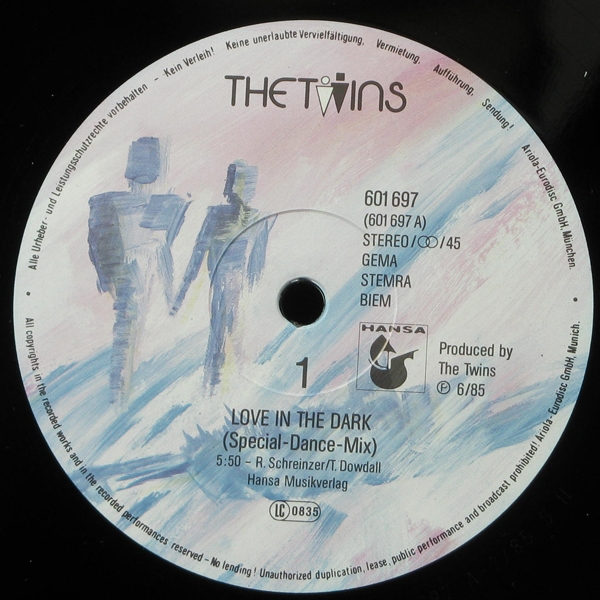 Alle Urheber- und Leistungsschutzrechte vorbehalten – Kein Verleih! Keine unerlaubte Vervielfältigung, Vermietung, Aufführung, Sendung! Ariola-Eurodisc GmbH, München.
THE TWINS
601 697
(601 697 A)
STEREO/OO/45
GEMA
STEMRA
BIEM
HANSA
Produced by
The Twins
℗ 6/85
1
LOVE IN THE DARK
(Special-Dance-Mix)
5:50 – R. Schreinzer/T. Dowdall
Hansa Musikverlag
LC 0835
All copyrights in the recorded works and in the recorded performances reserved – No lending! Unauthorized duplication, lease, public performance and broadcast prohibited! Ariola-Eurodisc GmbH, Munich.